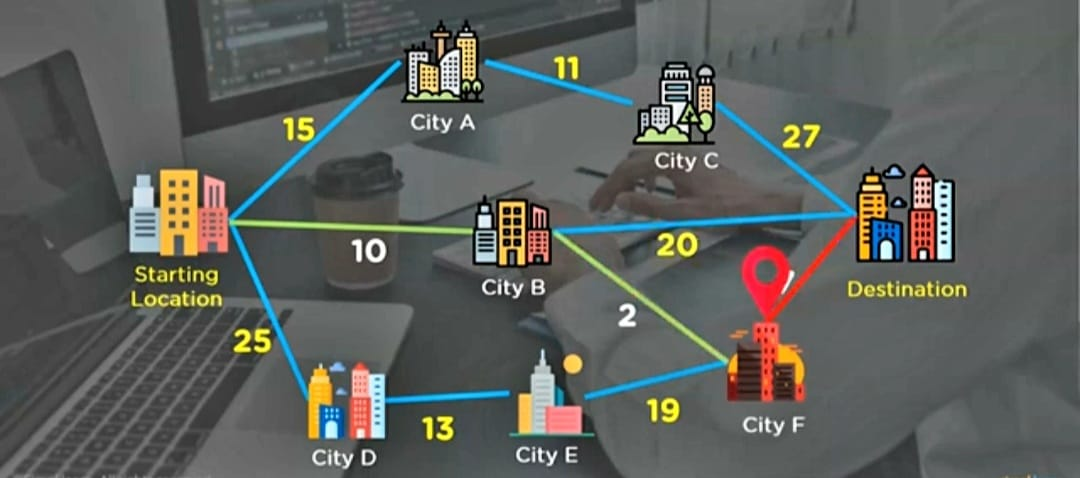 City A
11
15
City C
27
Starting
Location
10
City B
20
Destination
2
25
City D
13
City E
19
City F